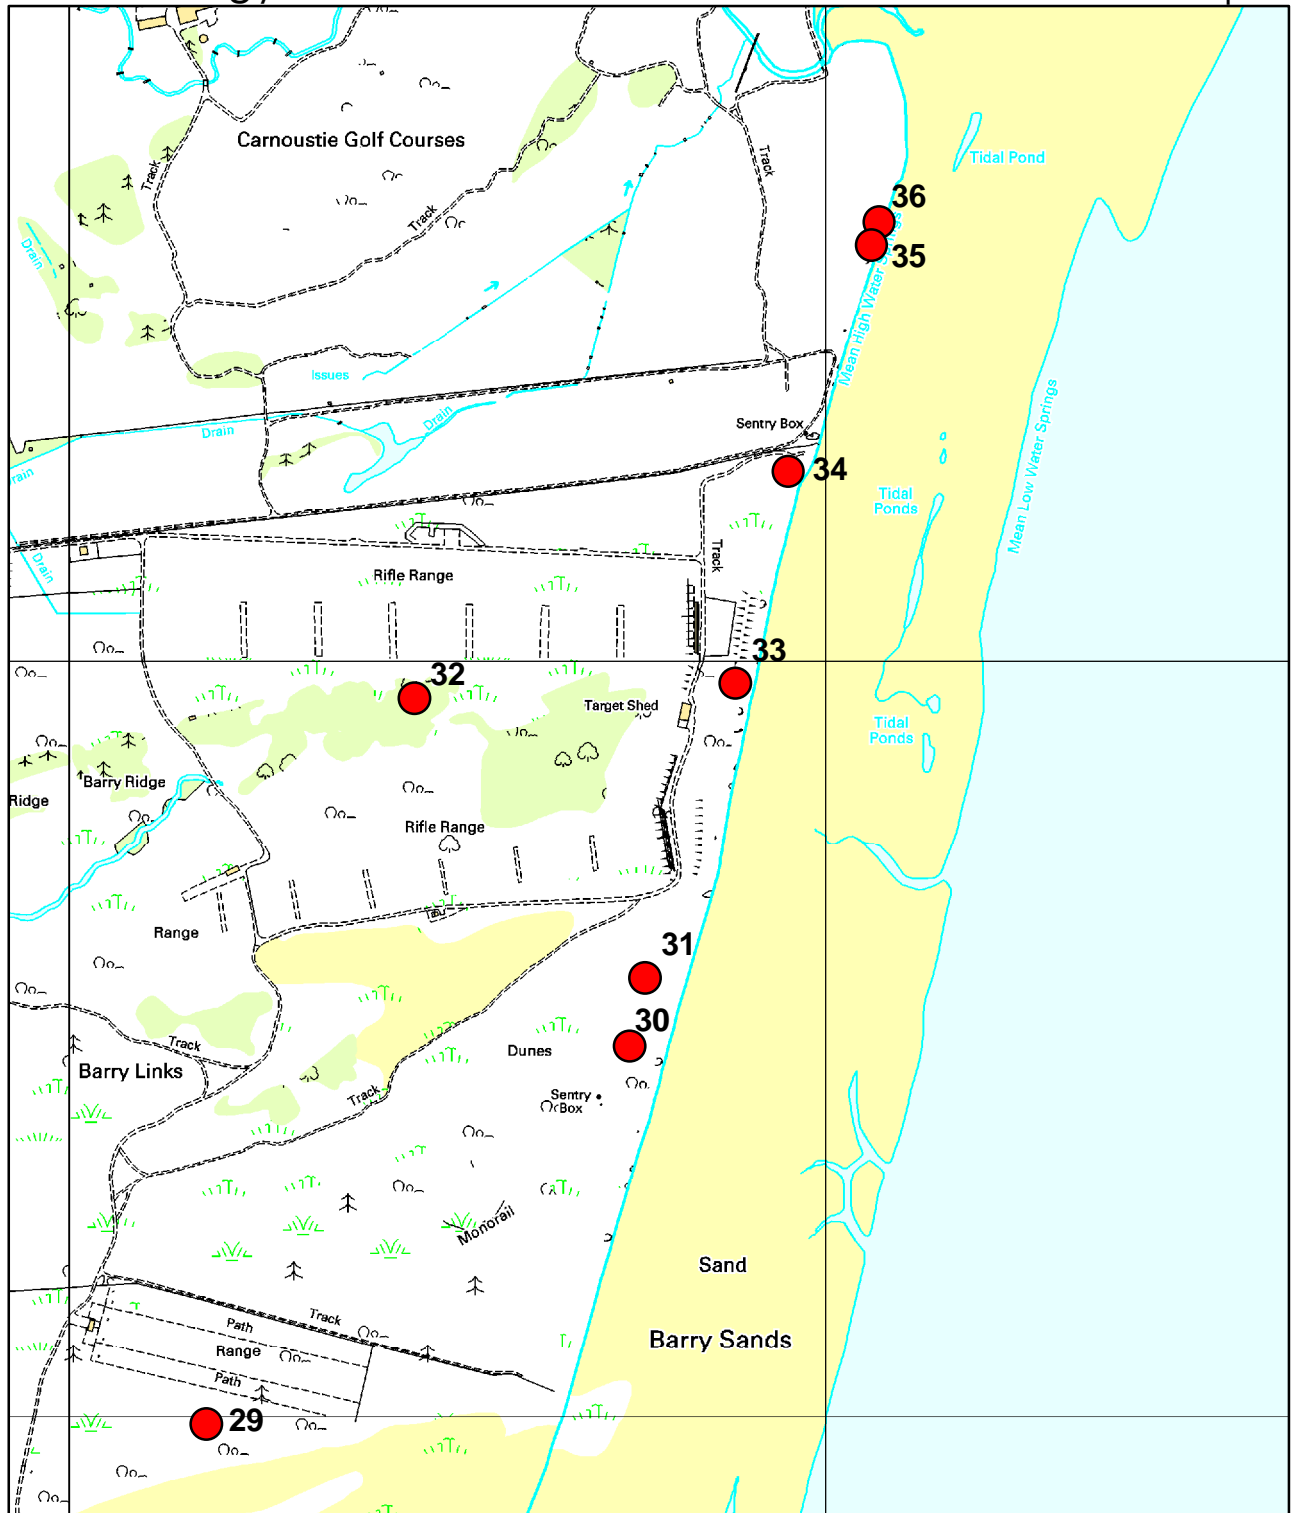 Carnoustie Golf Courses
Tidal Pond
Track
Track
Track
36
35
Drain
Mean High Water Springs
Issues
Drain
Drain
Sentry Box
34
Mean Low Water Springs
Tidal
Ponds
Drain
Track
Rifle Range
33
32
Target Shed
Tidal
Ponds
Barry Ridge
Ridge
Rifle Range
Range
31
30
Track
Dunes
Barry Links
Track
Sentry
Box
Monorail
Sand
Track
Path
Range
Barry Sands
Path
29